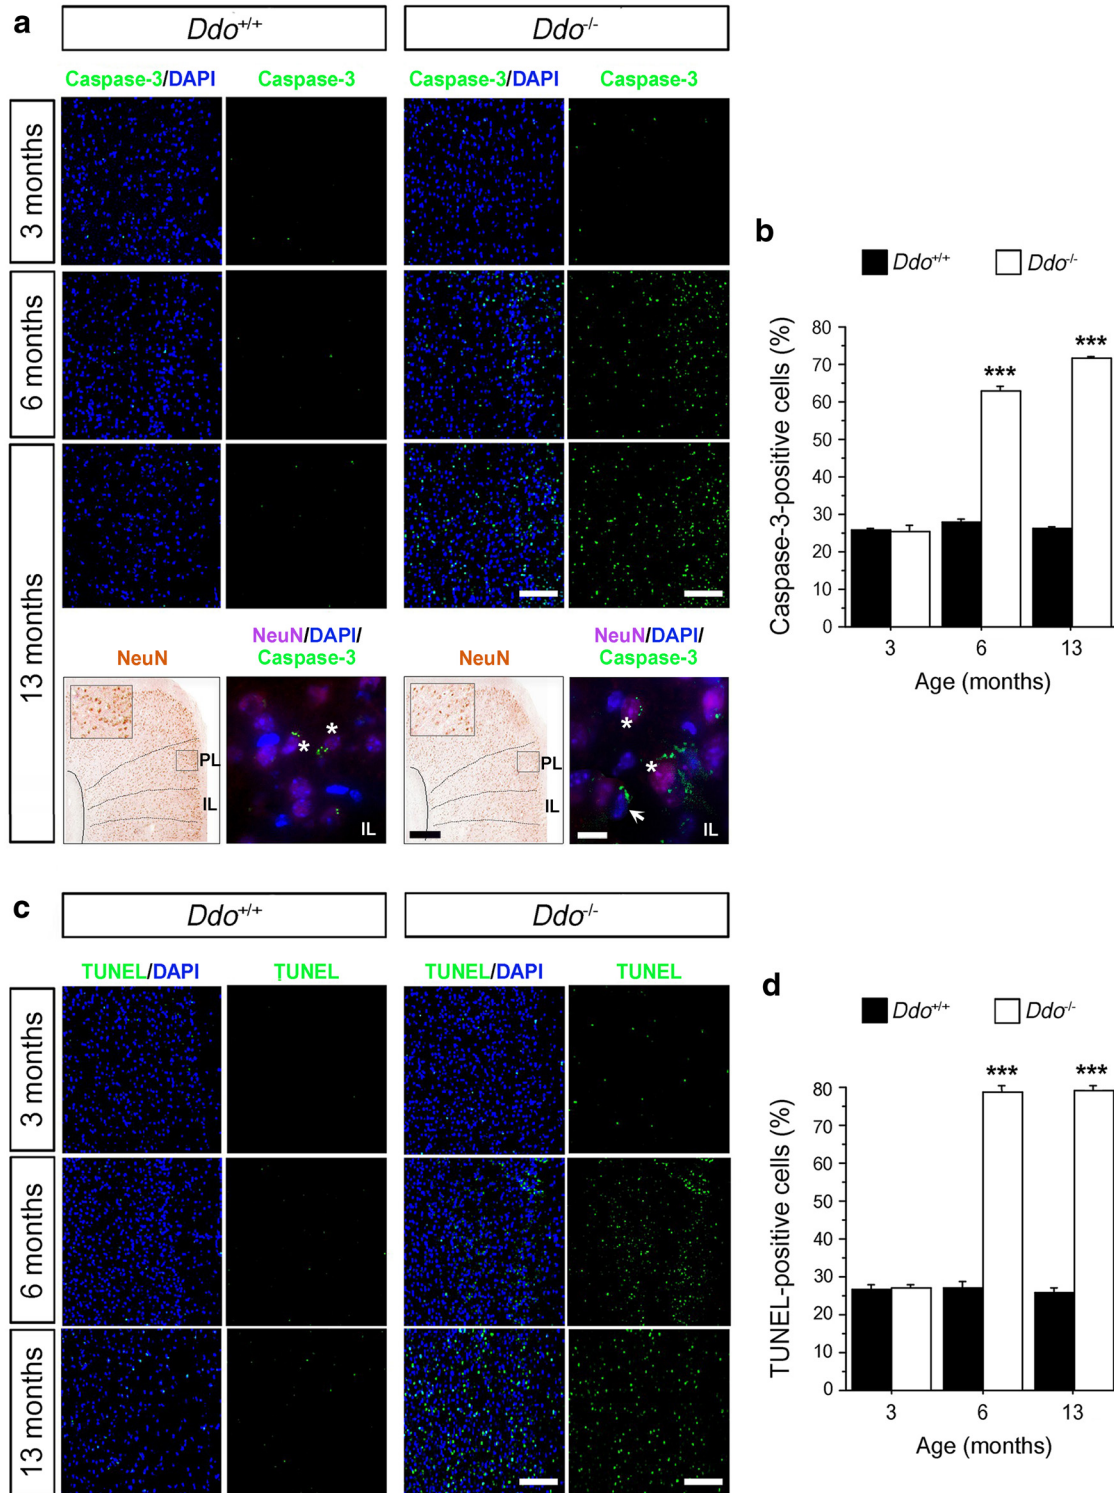 a
Ddo+/+
Ddo-/-
Caspase-3/DAPI
Caspase-3
Caspase-3/DAPI
Caspase-3
3 months
6 months
13 months
NeuN
NeuN/DAPI/
Caspase-3
NeuN
NeuN/DAPI/
Caspase-3
PL
IL
*
*
IL
PL
IL
*
*
IL
b
Ddo+/+
Ddo-/-
Caspase-3-positive cells (%)
80
70
60
50
40
30
20
10
0
***
***
3
6
13
Age (months)
c
Ddo+/+
Ddo-/-
TUNEL/DAPI
TUNEL
TUNEL/DAPI
TUNEL
3 months
6 months
13 months
d
Ddo+/+
Ddo-/-
TUNEL-positive cells (%)
80
70
60
50
40
30
20
10
0
***
***
3
6
13
Age (months)